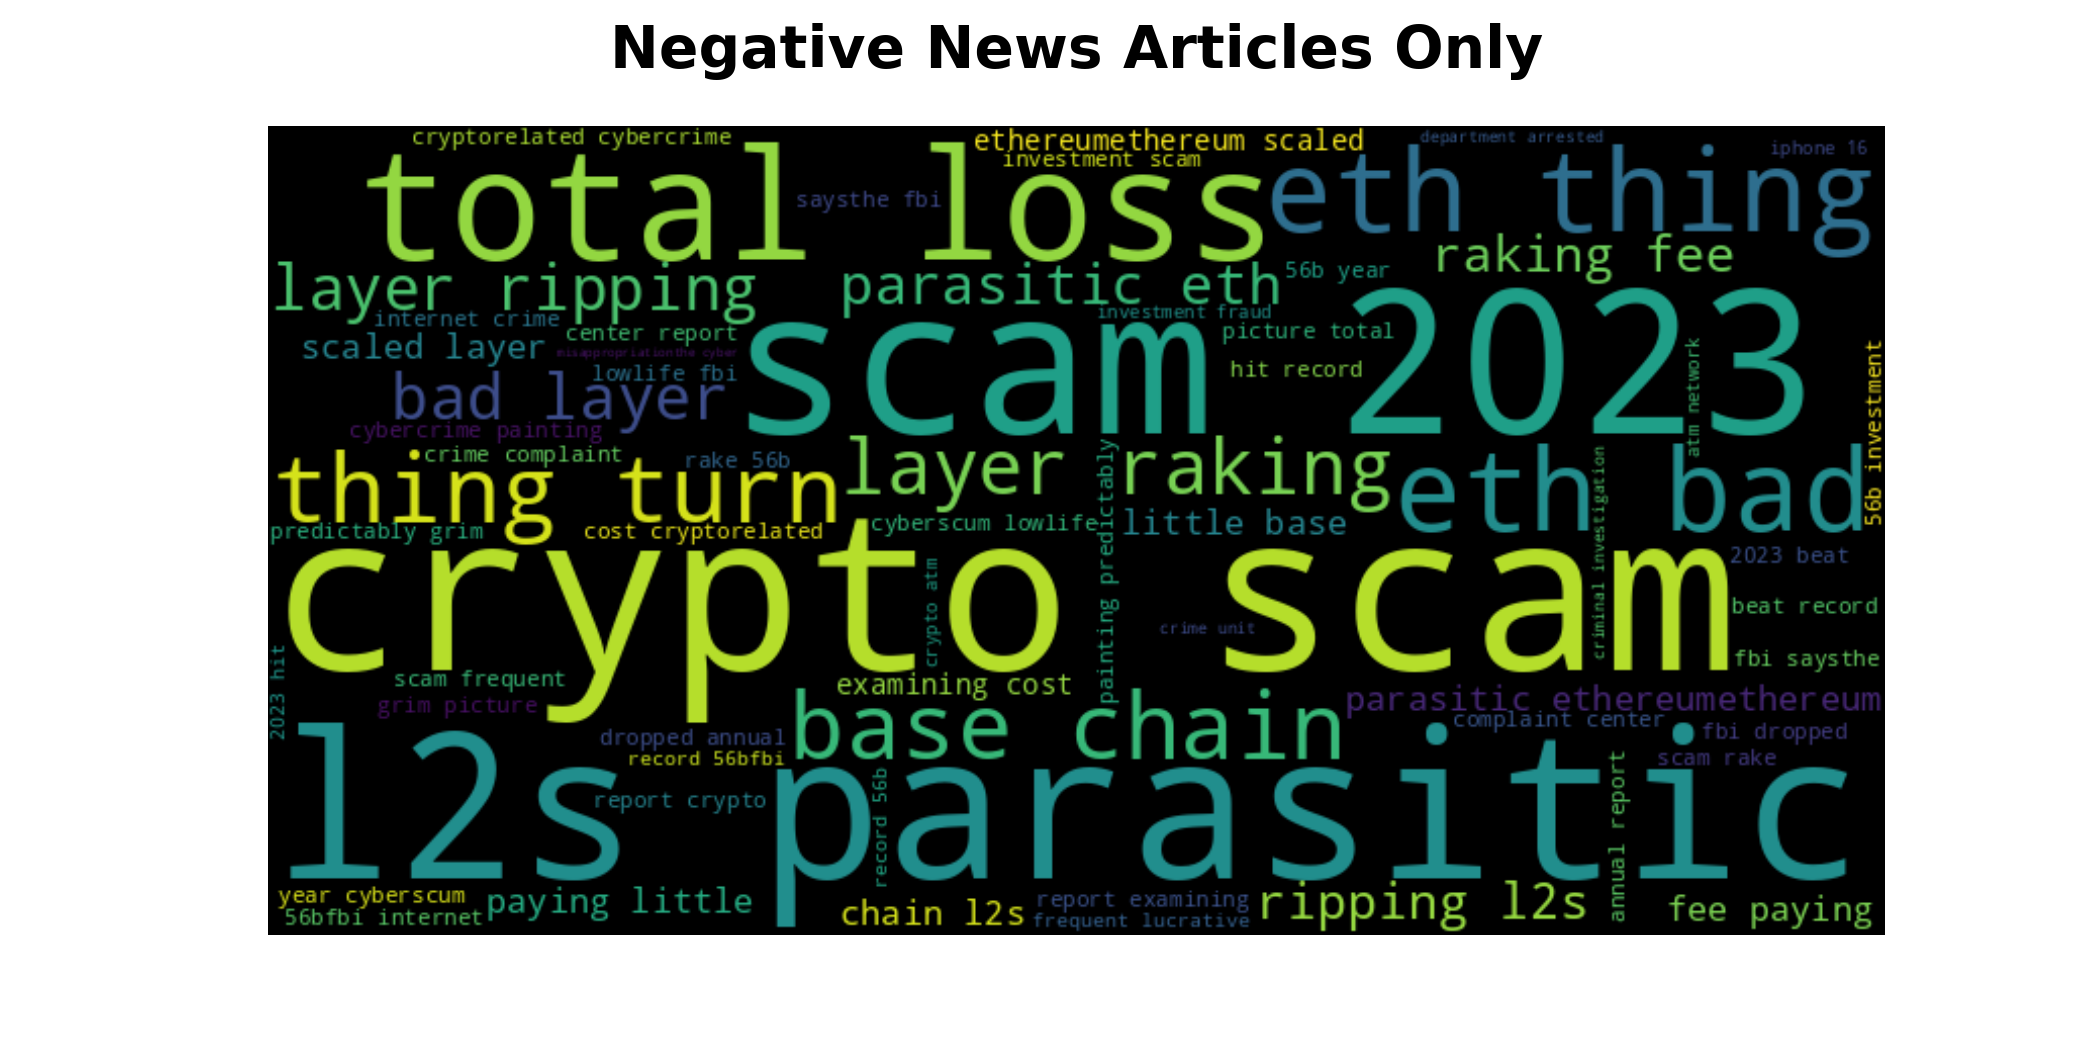 Negative News Articles Only
cryptorelated cybercrime
ethereumethereum scaled
department arrested
iphone 16
investment scam
total loss
eth thing
saysthe fbi
raking fee
layer ripping
parasitic eth
56b year
internet crime
investment fraud
center report
picture total
scaled layer
misappropriationthe cyber
scam 2023
atm network
56b investment
lowlife fbi
hit record
bad layer
cybercrime painting
crime complaint
rake 56b
layer raking
eth bad
thing turn
predictably grim
cost cryptorelated
cyberscum lowlife
little base
criminal investigation
painting predictably
2023 beat
crypto scam
crypto atm
beat record
crime unit
fbi saysthe
2023 hit
scam frequent
examining cost
grim picture
parasitic ethereumethereum
base chain
complaint center
dropped annual
fbi dropped
record 56bfbi
scam rake
l2s parasitic
report crypto
record 56b
annual report
year cyberscum
paying little
chain l2s
report examining
ripping l2s
fee paying
56bfbi internet
frequent lucrative